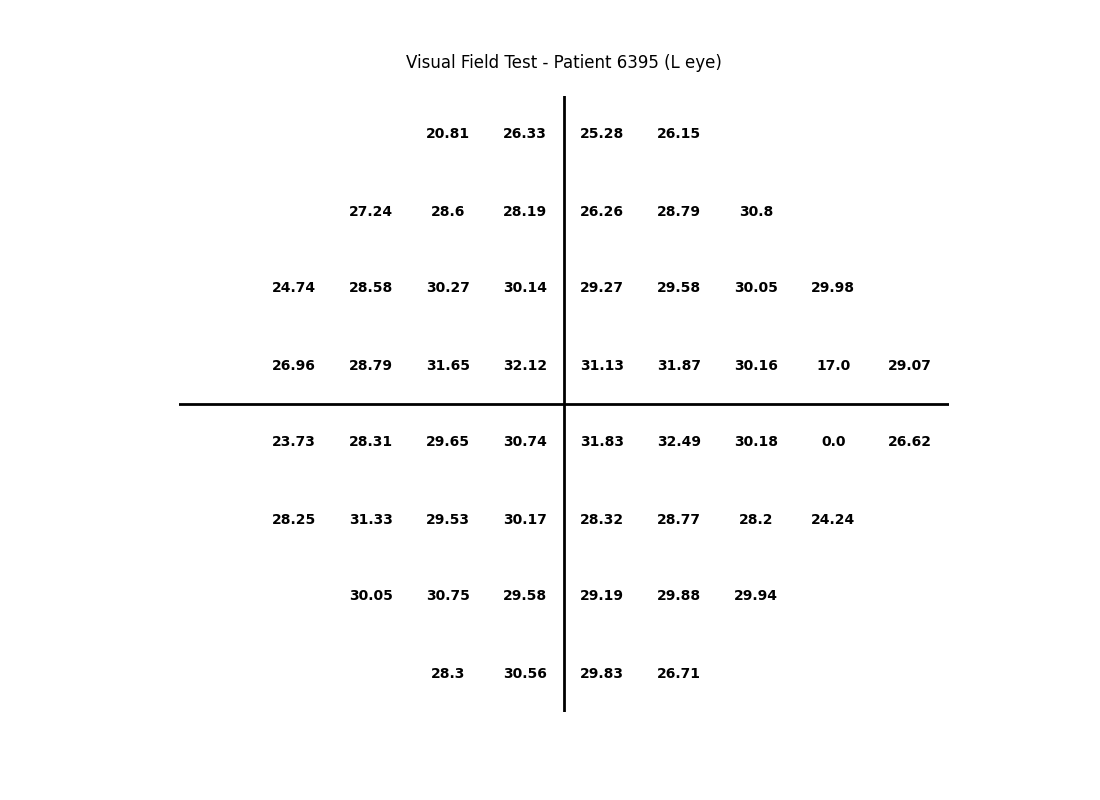 Visual Field Test - Patient 6395 (L eye)
20.81 26.33 25.28 26.15
27.24 28.6 28.19 26.26 28.79 30.8
24.74 28.58 30.27 30.14 29.27 29.58 30.05 29.98
26.96 28.79 31.65 32.12 31.13 31.87 30.16 17.0 29.07
23.73 28.31 29.65 30.74 31.83 32.49 30.18 0.0 26.62
28.25 31.33 29.53 30.17 28.32 28.77 28.2 24.24
30.05 30.75 29.58 29.19 29.88 29.94
28.3 30.56 29.83 26.71